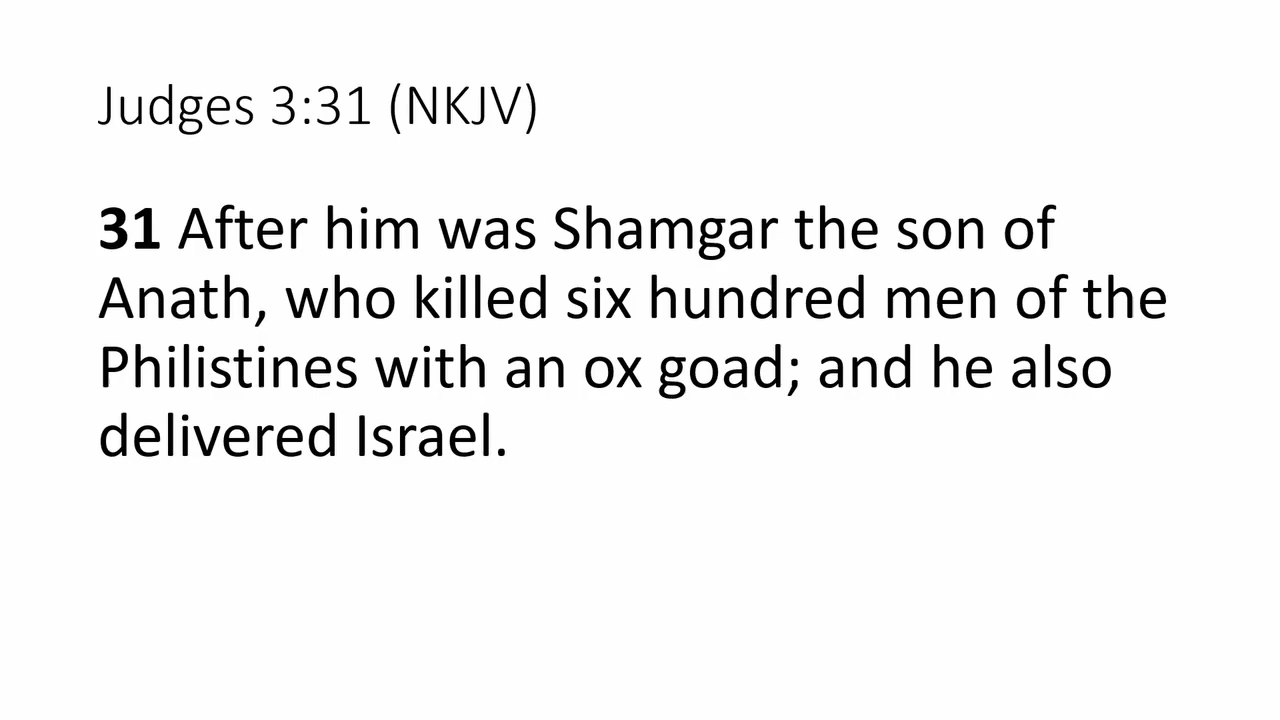 Judges 3:31 (NKJV)
31 After him was Shamgar the son of
Anath, who killed six hundred men of the
Philistines with an ox goad; and he also
delivered Israel.